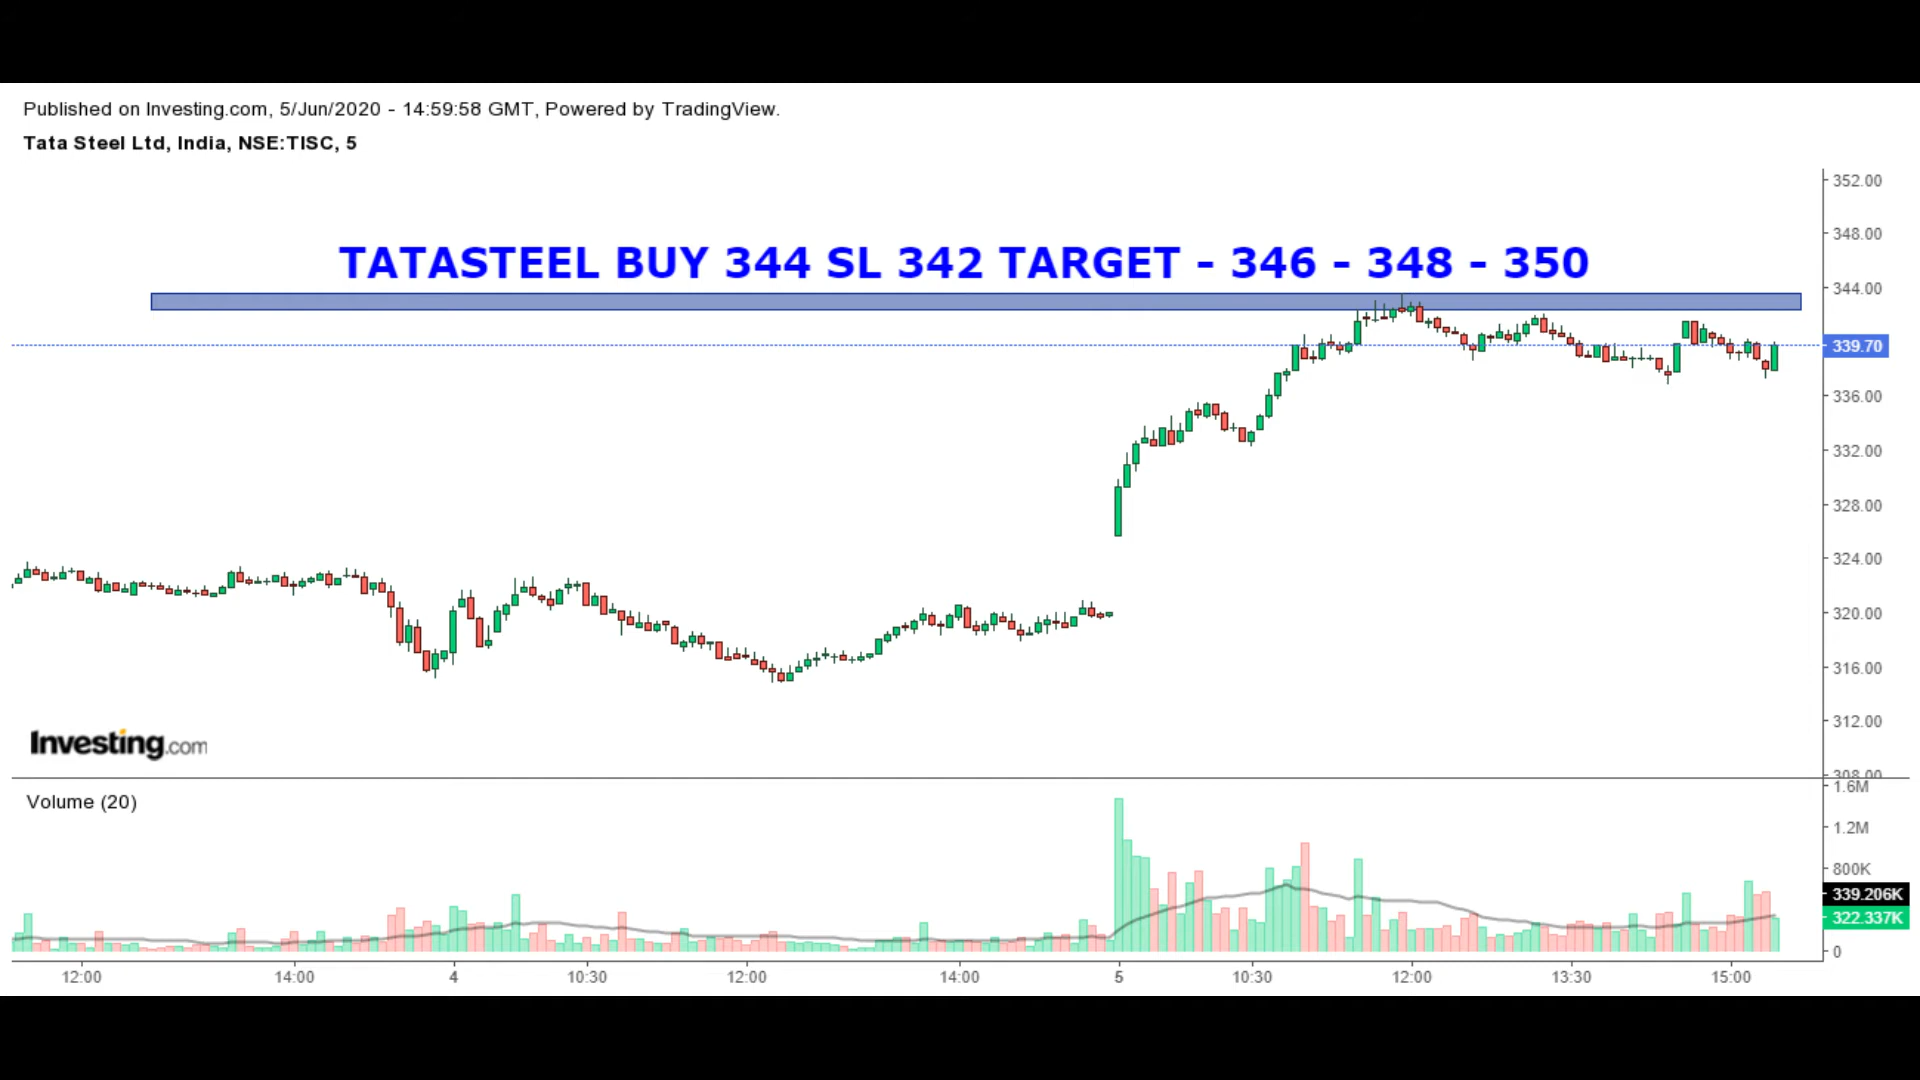 Published on Investing.com, 5/Jun/2020 - 14:59:58 GMT, Powered by TradingView.
Tata Steel Ltd, India, NSE:TISC, 5
352.00
TATASTEEL BUY 344 SL 342 TARGET - 346 - 348 - 350
348.00
344.00
339.70
336.00
332.00
328.00
324.00
320.00
316.00
312.00
Investing.com
308.00
1.6M
Volume (20)
1.2M
800K
339.206K
322.337K
0
12:00 14:00 4 10:30 12:00 14:00 5 10:30 12:00 13:30 15:00